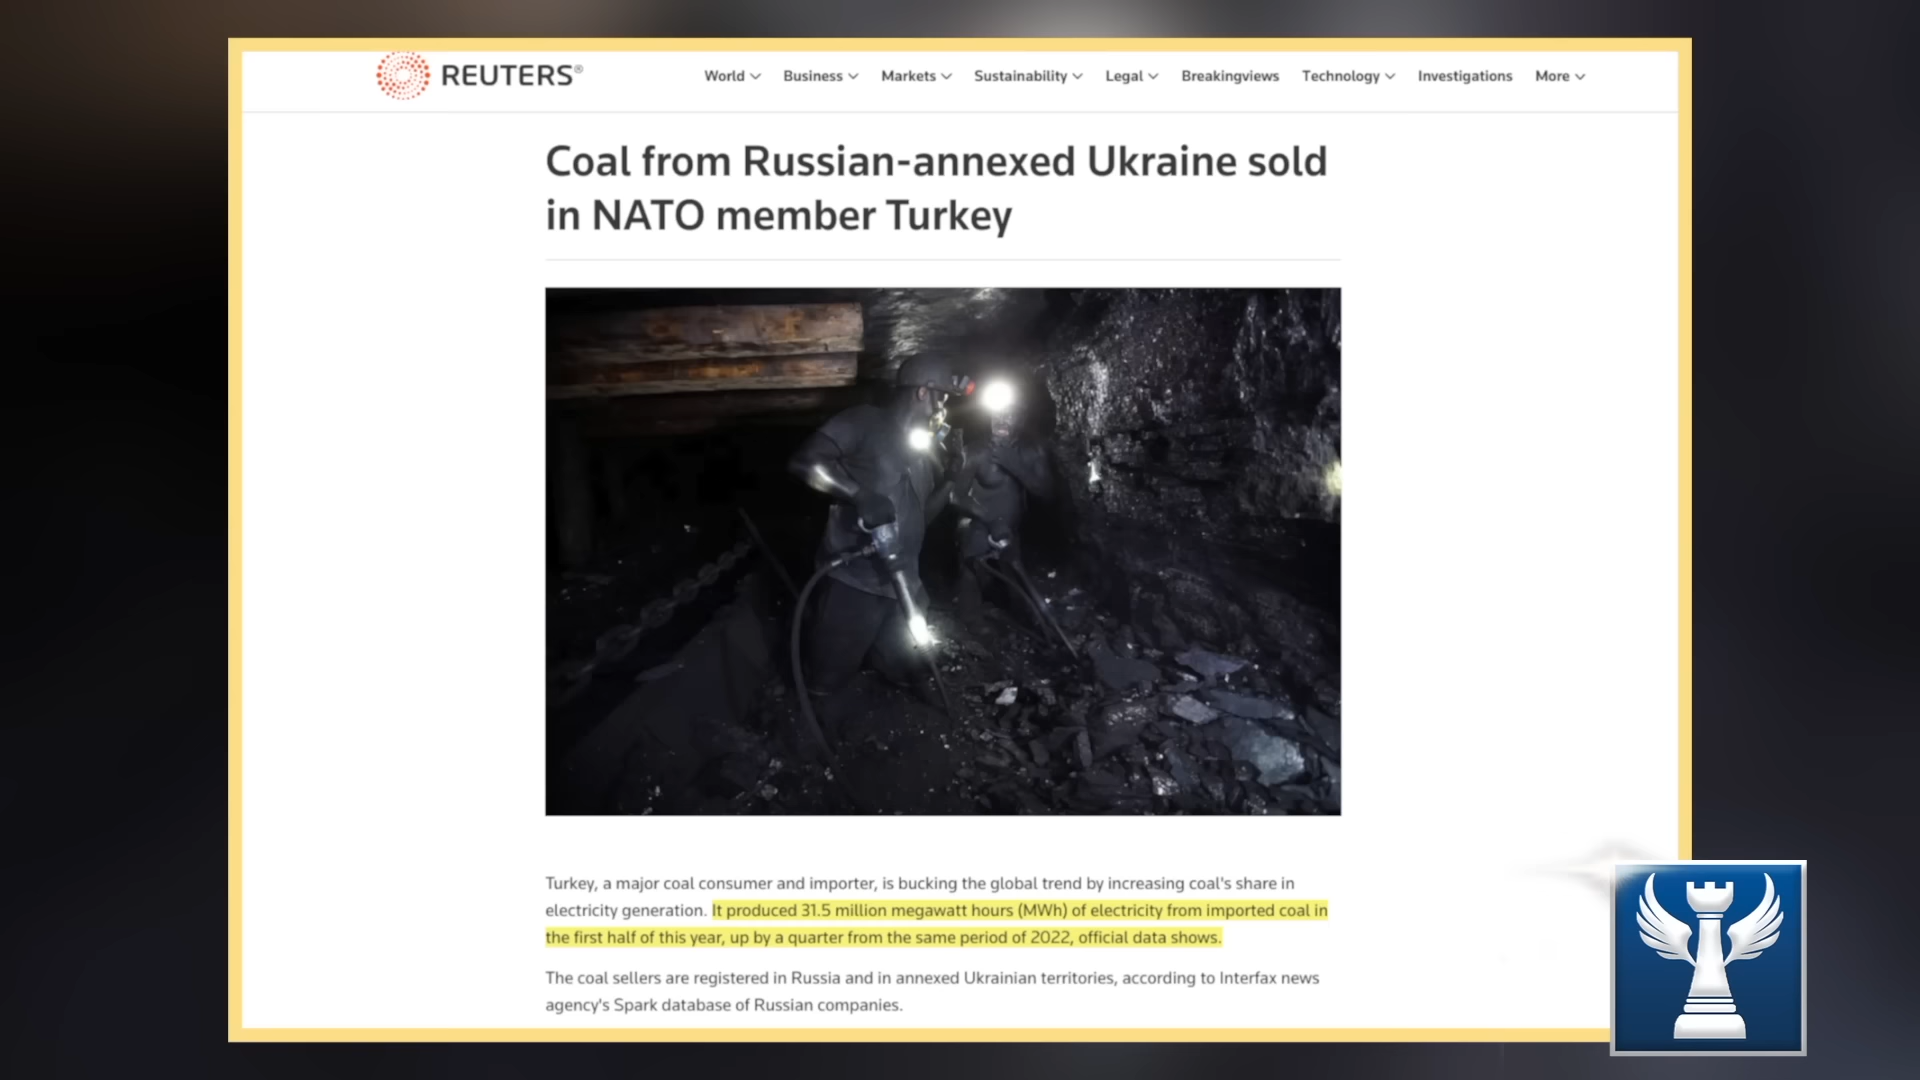 REUTERS®
World Business Markets Sustainability Legal Breakingviews Technology Investigations More
Coal from Russian-annexed Ukraine sold
in NATO member Turkey
Turkey, a major coal consumer and importer, is bucking the global trend by increasing coal's share in
electricity generation. It produced 31.5 million megawatt hours (MWh) of electricity from imported coal in
the first half of this year, up by a quarter from the same period of 2022, official data shows.
The coal sellers are registered in Russia and in annexed Ukrainian territories, according to Interfax news
agency's Spark database of Russian companies.